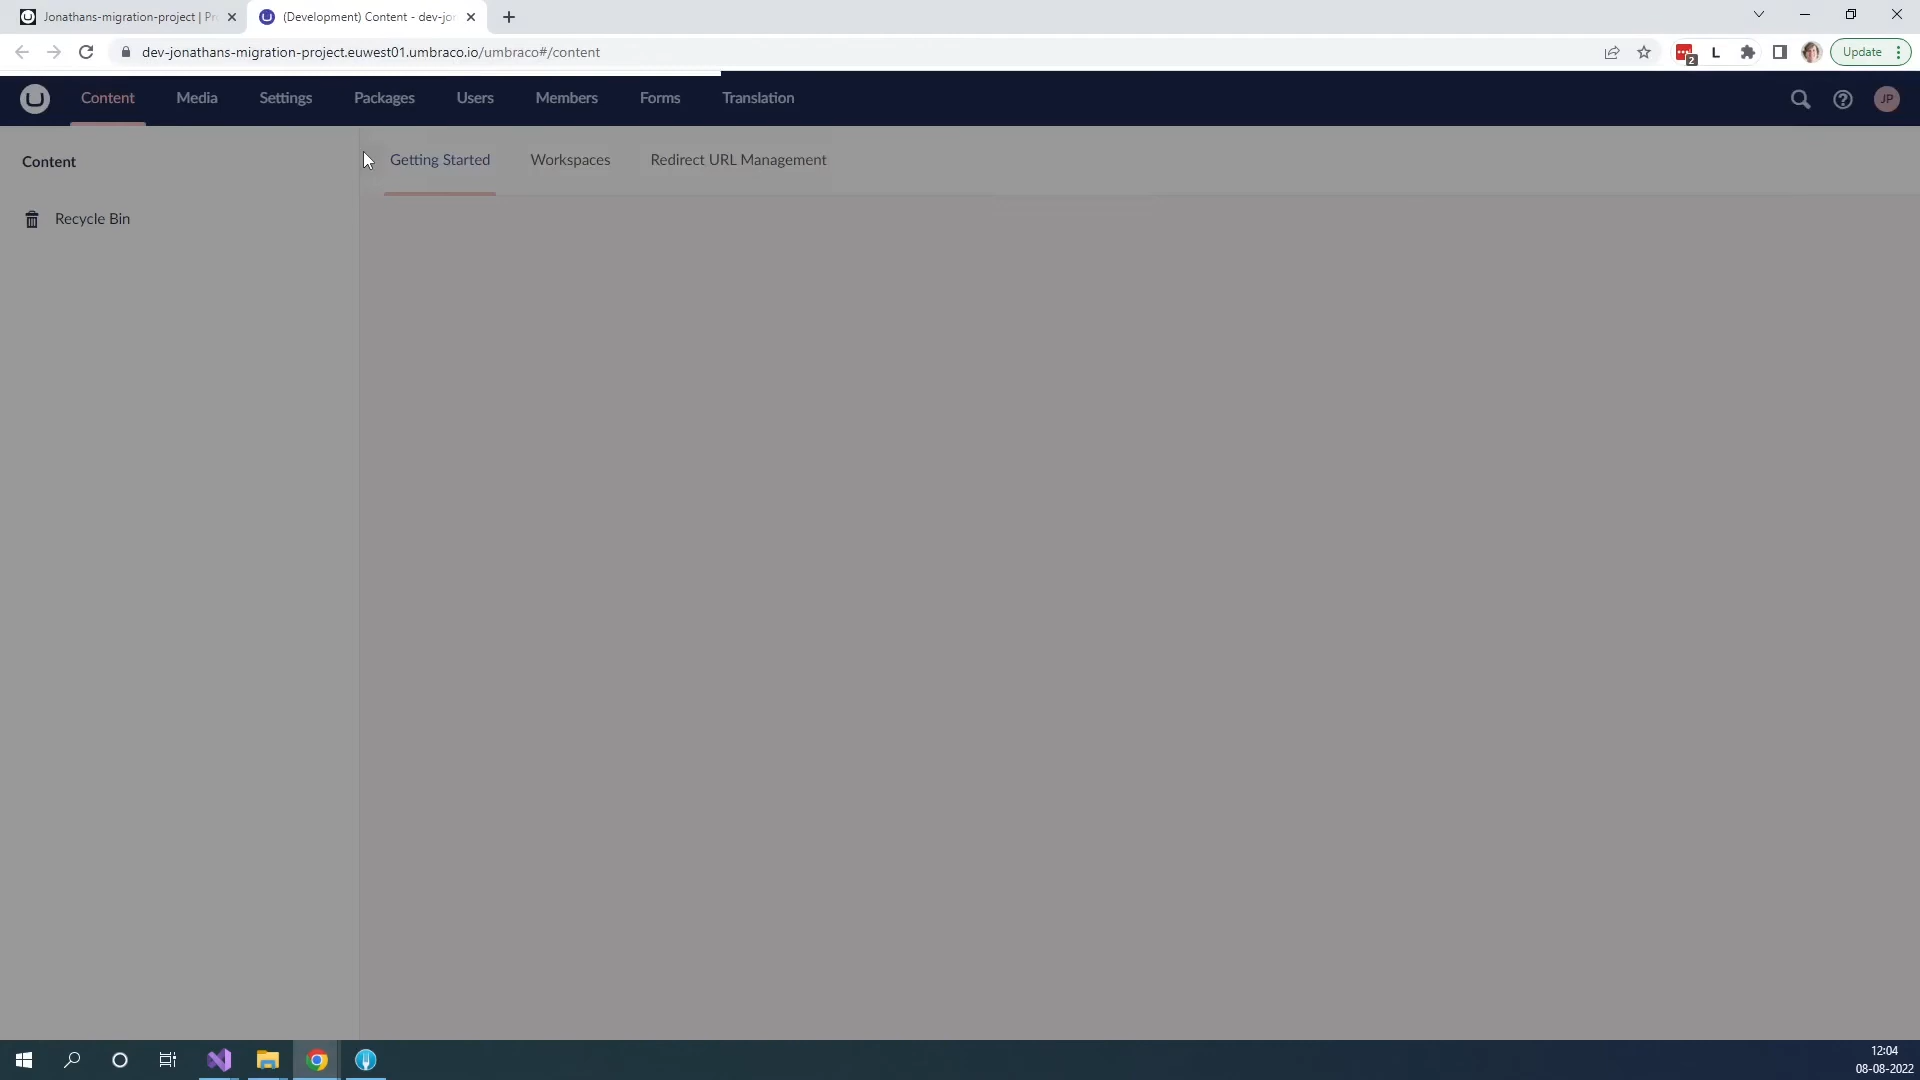 Jonathans-migration-project | Pr
(Development) Content - dev-jon
dev-jonathans-migration-project.euwest01.umbraco.io/umbraco#/content
2
L
Update
Content
Media
Settings
Packages
Users
Members
Forms
Translation
JP
Content
Getting Started
Workspaces
Redirect URL Management
Recycle Bin
12:04
08-08-2022